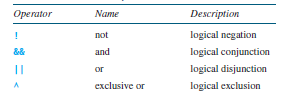 Operator Name Description
! not logical negation
&& and logical conjunction
|| or logical disjunction
^ exclusive or logical exclusion